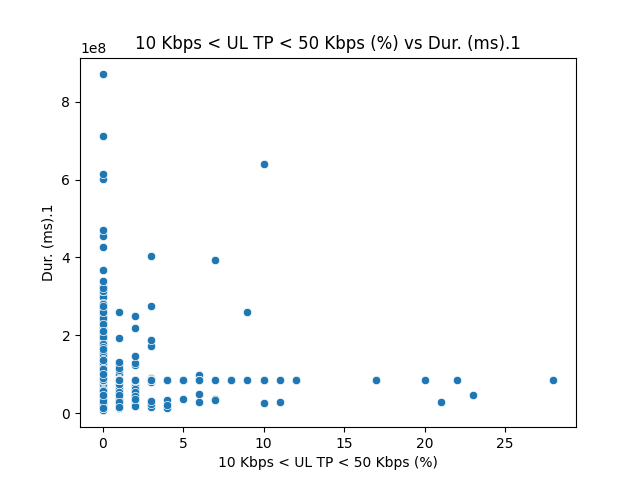 10 Kbps < UL TP < 50 Kbps (%) vs Dur. (ms).1
1e8
8
6
4
2
0
Dur. (ms).1
0 5 10 15 20 25
10 Kbps < UL TP < 50 Kbps (%)